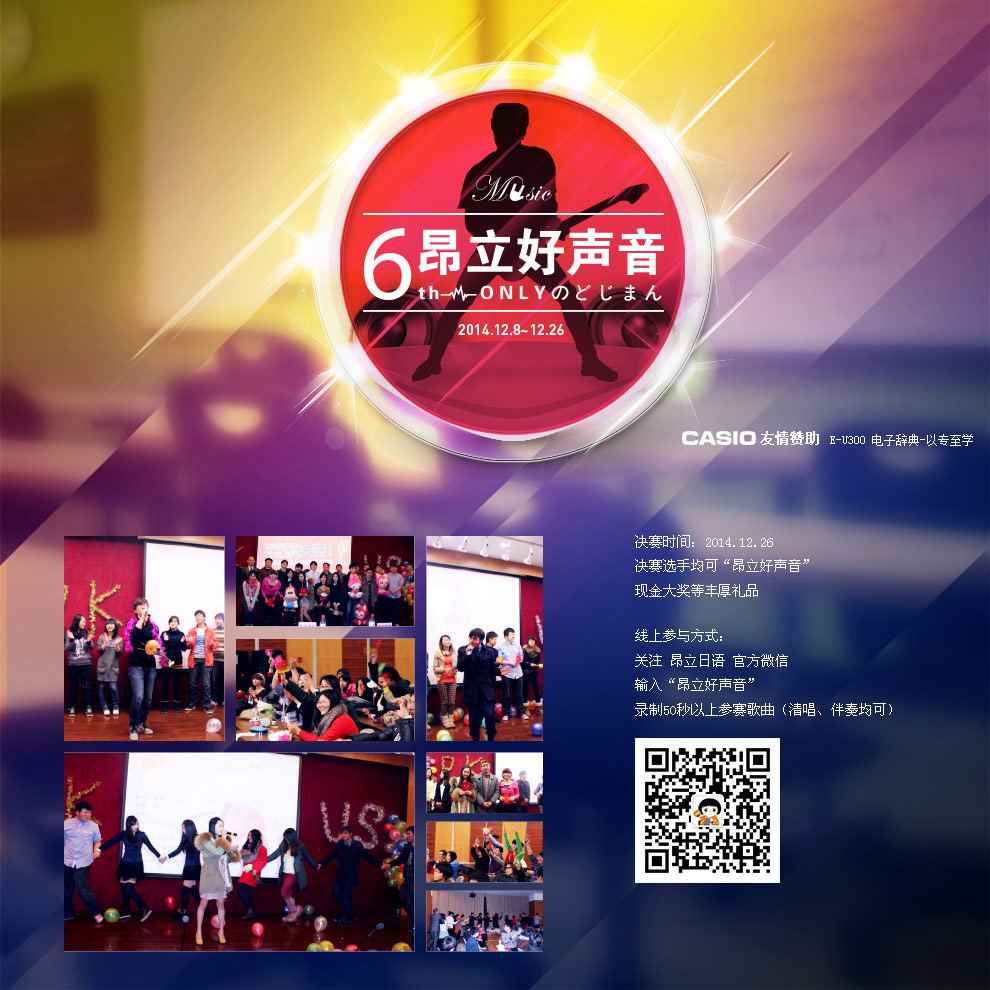 Music
6th 昂立好声音
ONLYのどじまん
2014.12.8~12.26
CASIO 友情赞助 E-U300 电子辞典-以专至学
决赛时间：2014.12.26
决赛选手均可“昂立好声音”
现金大奖等丰厚礼品
线上参与方式：
关注 昂立日语 官方微信
输入“昂立好声音”
录制50秒以上参赛歌曲（清唱、伴奏均可）
PK
US